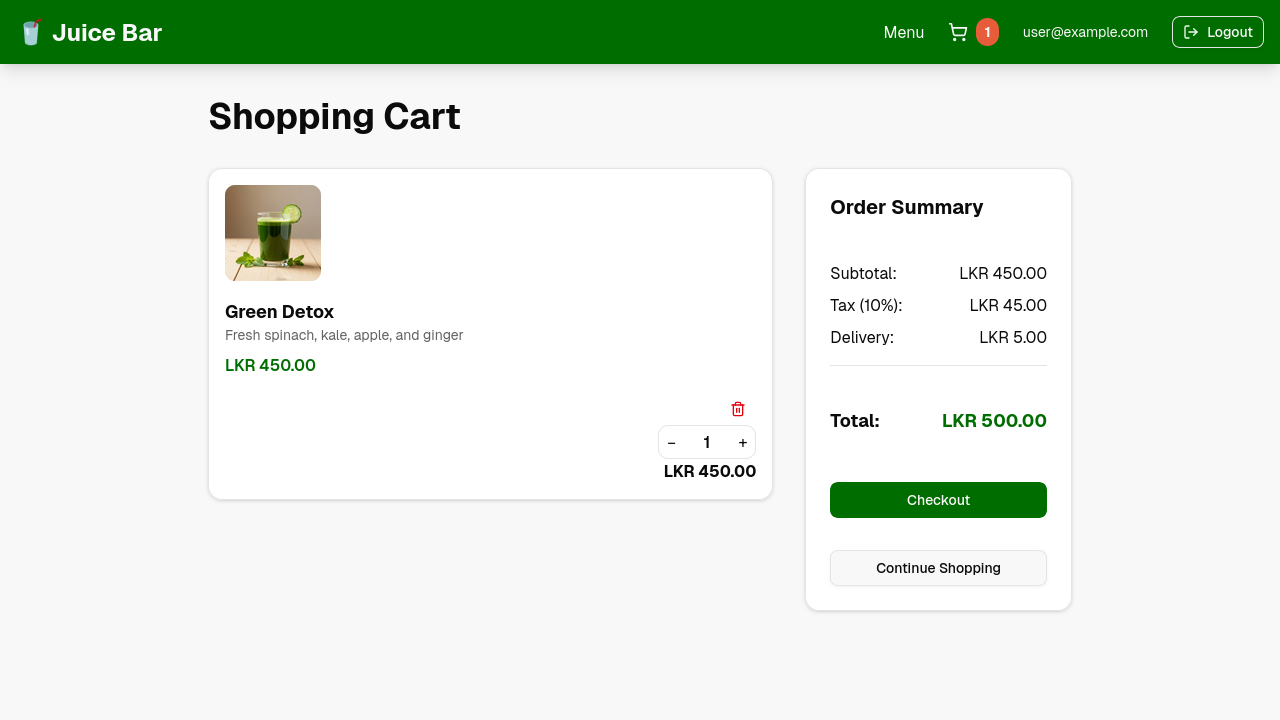 Juice Bar
Menu
1
user@example.com
Logout
Shopping Cart
Green Detox
Fresh spinach, kale, apple, and ginger
LKR 450.00
− 1 +
LKR 450.00
Order Summary
Subtotal: LKR 450.00
Tax (10%): LKR 45.00
Delivery: LKR 5.00
Total: LKR 500.00
Checkout
Continue Shopping